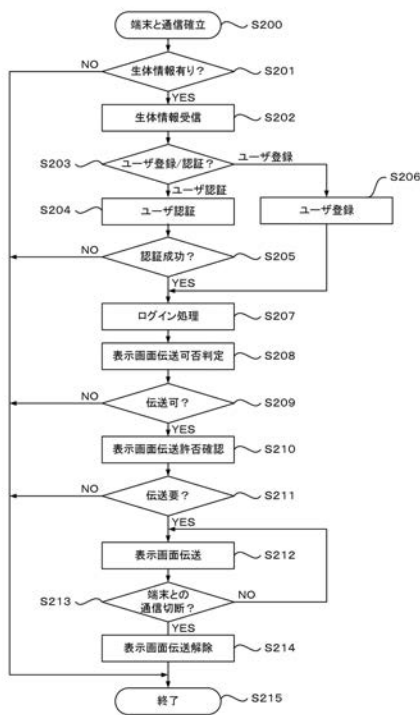 端末と通信確立
S200
NO
生体情報有り?
S201
YES
生体情報受信
S202
S203
ユーザ登録/認証?
ユーザ登録
S206
ユーザ認証
S204
ユーザ認証
ユーザ登録
NO
認証成功?
S205
YES
ログイン処理
S207
表示画面伝送可否判定
S208
NO
伝送可?
S209
YES
表示画面伝送許否確認
S210
NO
伝送要?
S211
YES
表示画面伝送
S212
S213
端末との
通信切断?
NO
YES
表示画面伝送解除
S214
終了
S215